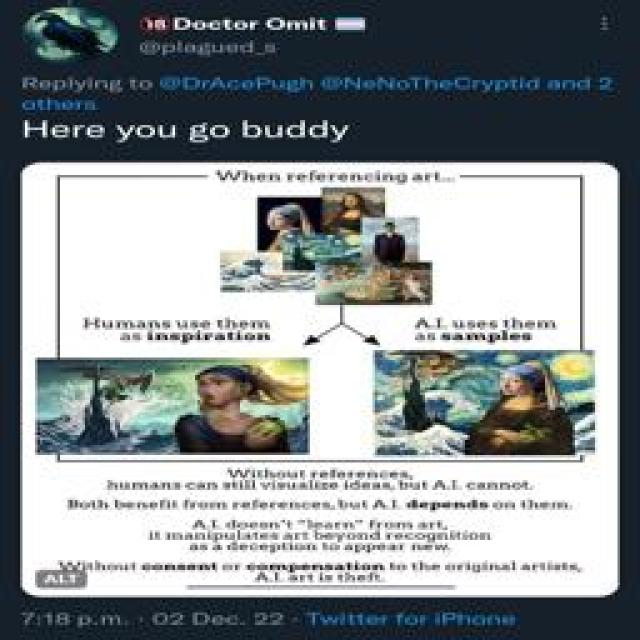 Doctor Omit
@plagued_s
Replying to @DrAcePugh @NeNoTheCryptid and 2
others
Here you go buddy
When referencing art...
Humans use them
as inspiration
A.I. uses them
as samples
Without references,
humans can still visualize ideas, but A.I. cannot.
Both benefit from references, but A.I. depends on them.
A.I. doesn't "learn" from art,
it manipulates art beyond recognition
as a deception to appear new.
Without consent or compensation to the original artists,
A.I. art is theft.
ALT
7:18 p.m. · 02 Dec. 22 · Twitter for iPhone